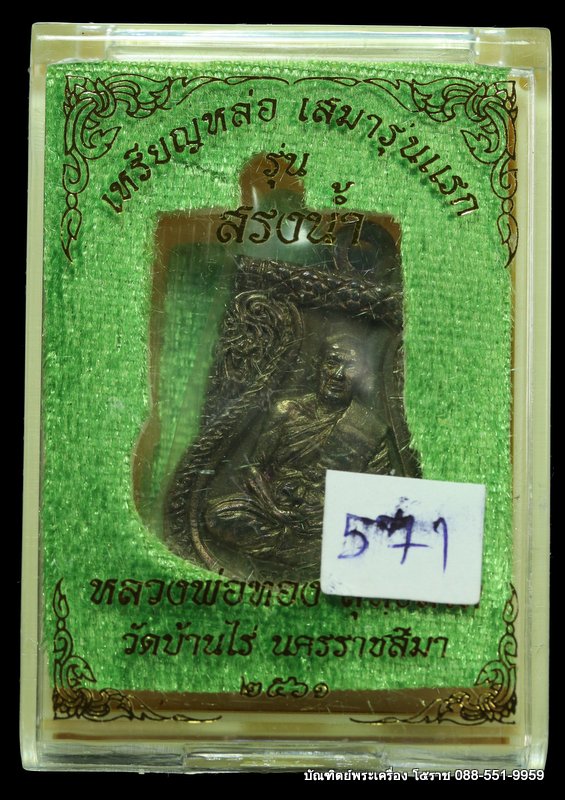 เหรียญหล่อ เสมารุ่นแรก
รุ่น
สรงน้ำ
571
หลวงพ่อทอง
วัดบ้านไร่ นครราชสีมา
๒๕๖๑
บัณฑิตย์พระเครื่อง โคราช 088-551-9959